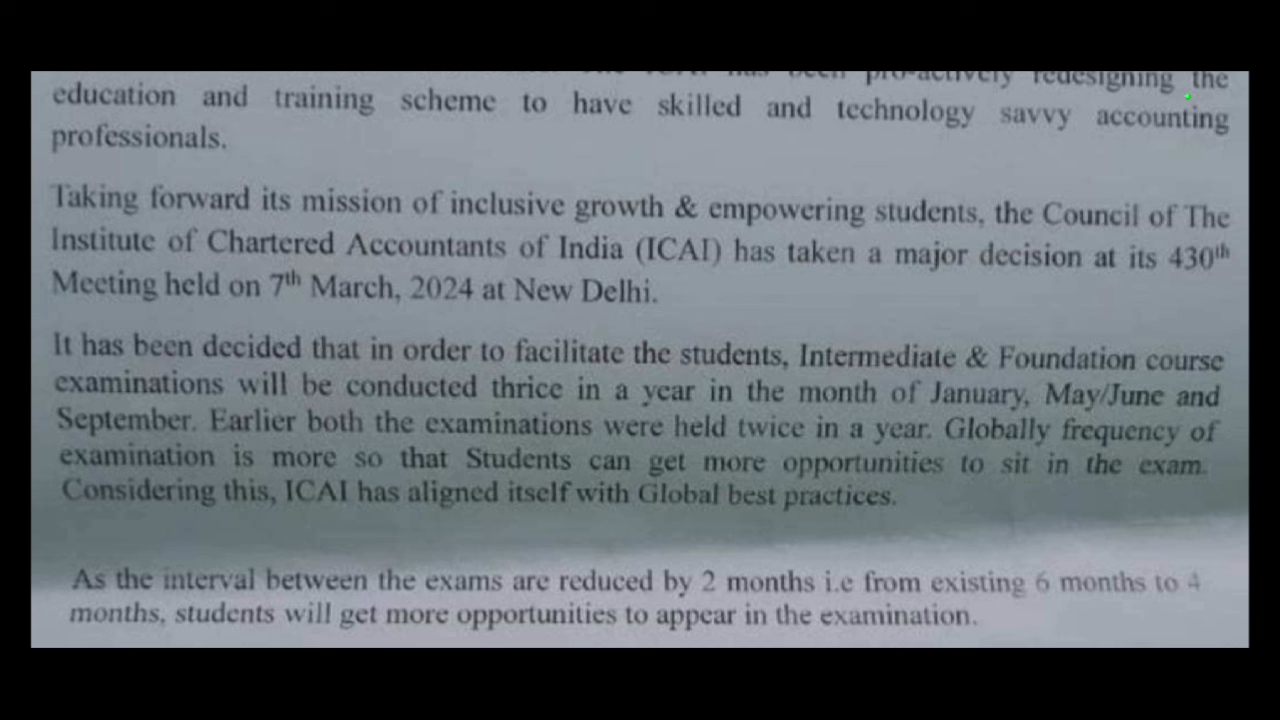 has been pro-actively redesigning the
education and training scheme to have skilled and technology savvy accounting
professionals.
Taking forward its mission of inclusive growth & empowering students, the Council of The
Institute of Chartered Accountants of India (ICAI) has taken a major decision at its 430th
Meeting held on 7th March, 2024 at New Delhi.
It has been decided that in order to facilitate the students, Intermediate & Foundation course
examinations will be conducted thrice in a year in the month of January, May/June and
September. Earlier both the examinations were held twice in a year. Globally frequency of
examination is more so that Students can get more opportunities to sit in the exam.
Considering this, ICAI has aligned itself with Global best practices.
As the interval between the exams are reduced by 2 months i.e from existing 6 months to 4
months, students will get more opportunities to appear in the examination.